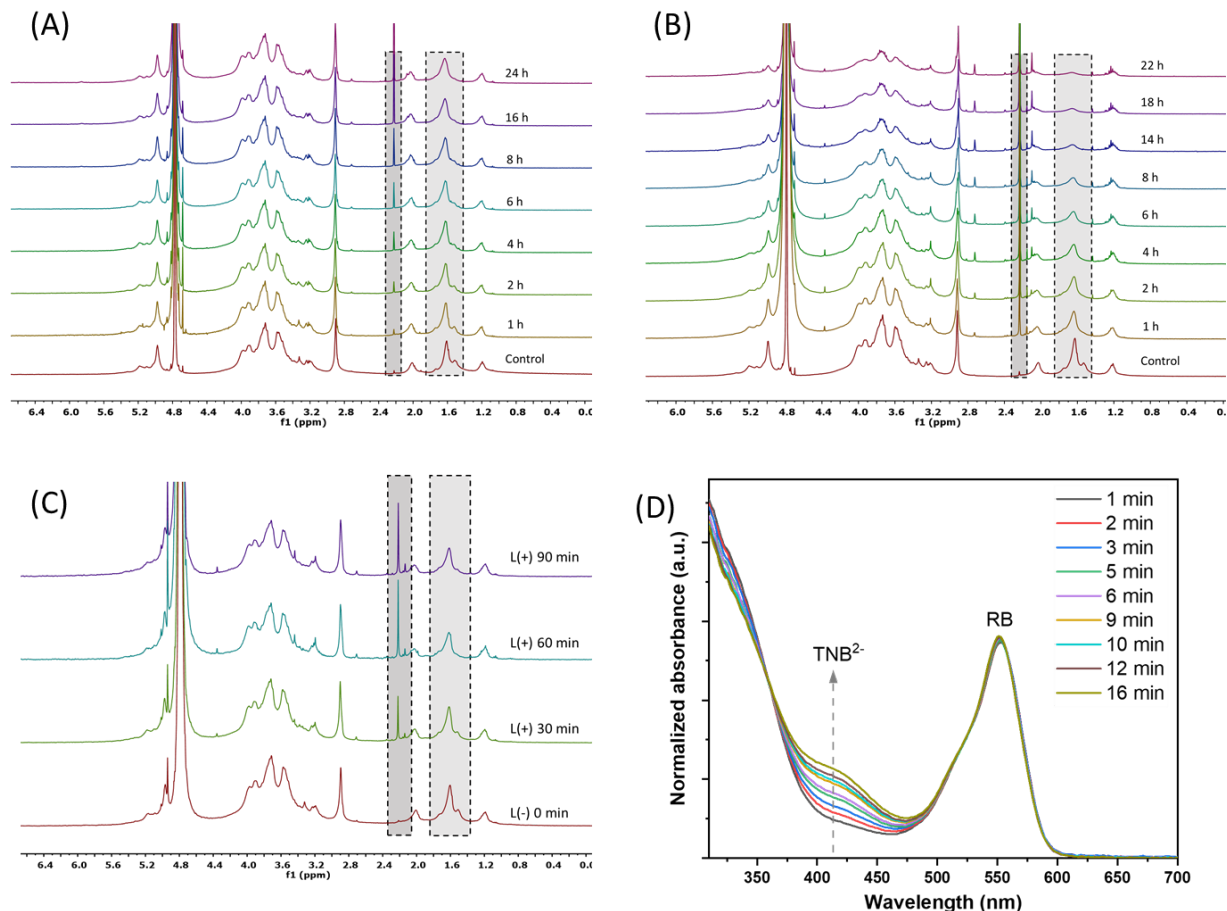 (A)
24 h
16 h
8 h
6 h
4 h
2 h
1 h
Control
6.4 6.0 5.6 5.2 4.8 4.4 4.0 3.6 3.2 2.8 2.4 2.0 1.6 1.2 0.8 0.4 0.0
f1 (ppm)
(B)
22 h
18 h
14 h
8 h
6 h
4 h
2 h
1 h
Control
6.4 6.0 5.6 5.2 4.8 4.4 4.0 3.6 3.2 2.8 2.4 2.0 1.6 1.2 0.8 0.4 0.
f1 (ppm)
(C)
L(+) 90 min
L(+) 60 min
L(+) 30 min
L(-) 0 min
5.6 5.2 4.8 4.4 4.0 3.6 3.2 2.8 2.4 2.0 1.6 1.2 0.8 0.4 0.0
f1 (ppm)
(D)
Normalized absorbance (a.u.)
TNB2-
RB
1 min
2 min
3 min
5 min
6 min
9 min
10 min
12 min
16 min
350 400 450 500 550 600 650 700
Wavelength (nm)